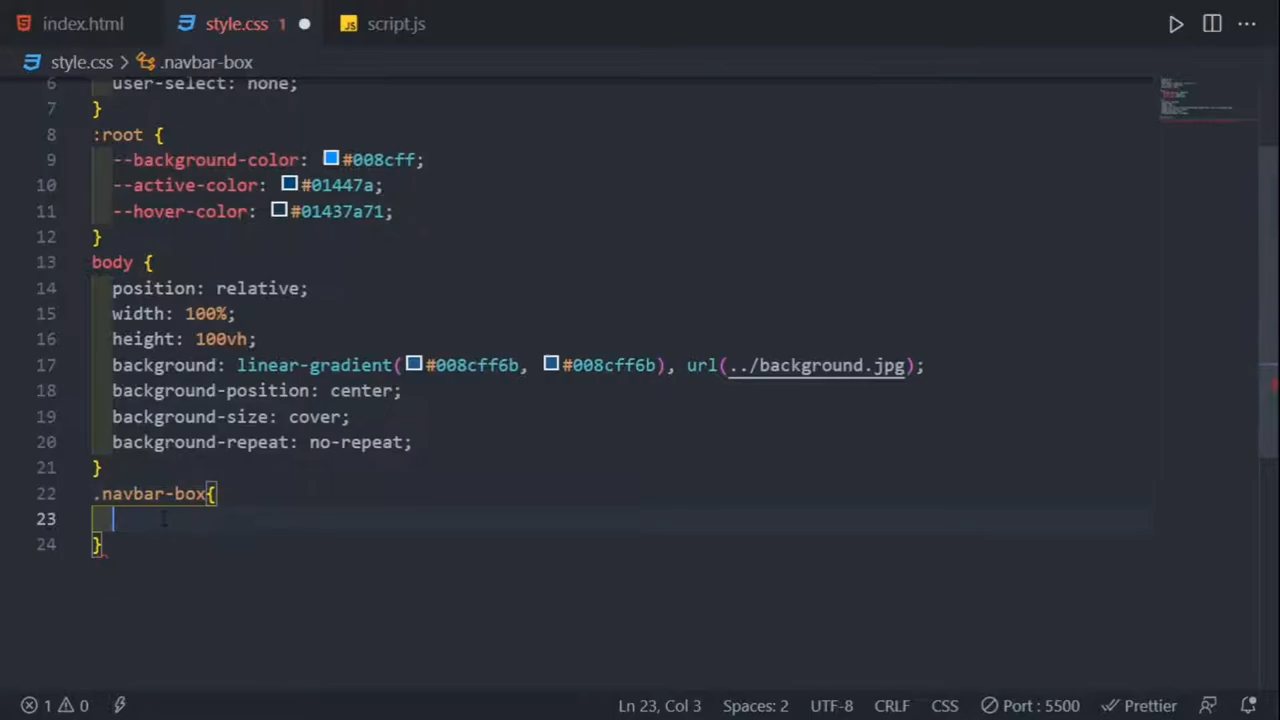 index.html style.css 1 JS script.js
style.css > .navbar-box
6 user-select: none;
7 }
8 :root {
9 --background-color: #008cff;
10 --active-color: #01447a;
11 --hover-color: #01437a71;
12 }
13 body {
14 position: relative;
15 width: 100%;
16 height: 100vh;
17 background: linear-gradient(#008cff6b, #008cff6b), url(../background.jpg);
18 background-position: center;
19 background-size: cover;
20 background-repeat: no-repeat;
21 }
22 .navbar-box{
23
24 }
1 0 Ln 23, Col 3 Spaces: 2 UTF-8 CRLF CSS Port : 5500 Prettier